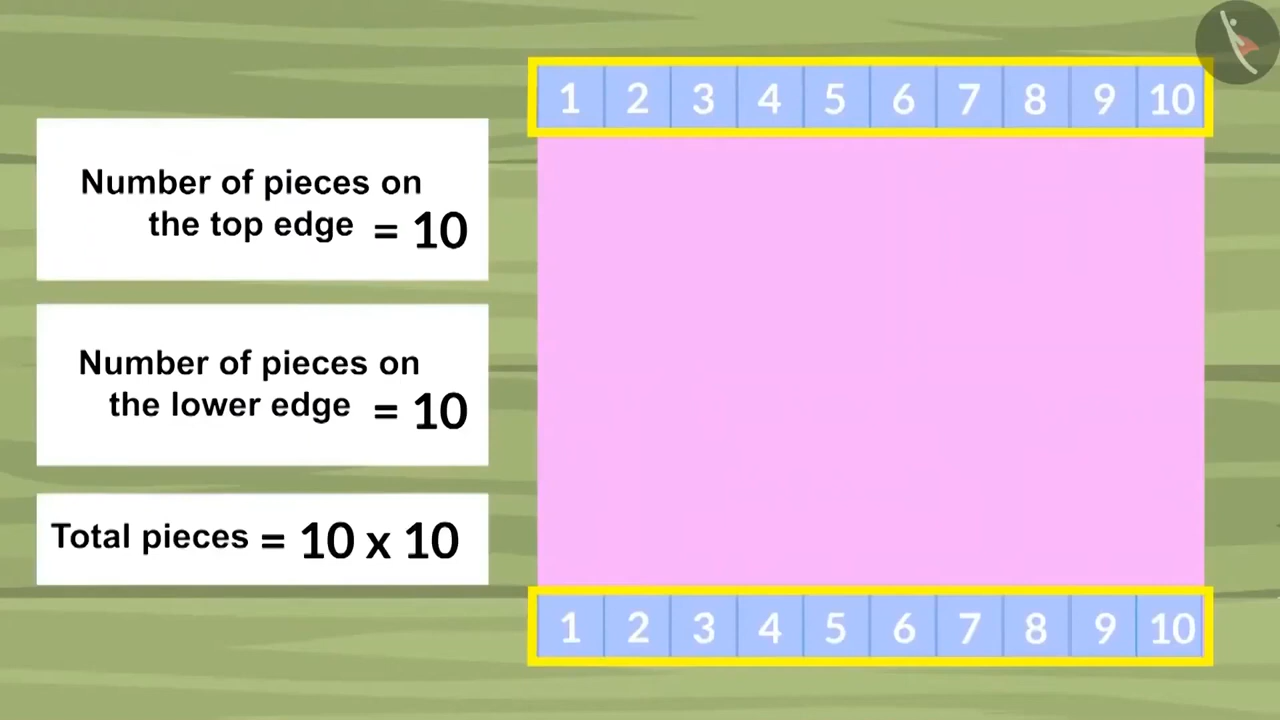 Number of pieces on
the top edge = 10
Number of pieces on
the lower edge = 10
Total pieces = 10 x 10
1 2 3 4 5 6 7 8 9 10
1 2 3 4 5 6 7 8 9 10